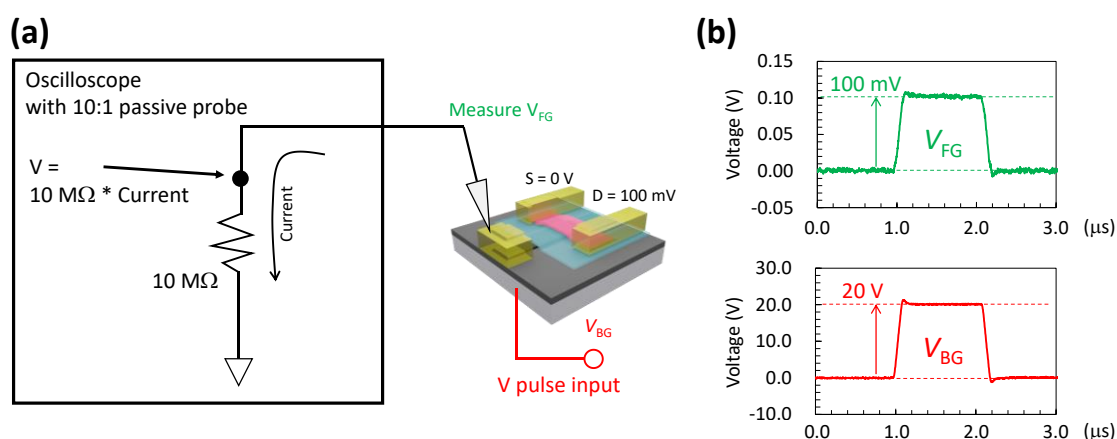 (a)
Oscilloscope
with 10:1 passive probe
V =
10 MΩ * Current
Current
10 MΩ
Measure VFG
S = 0 V
D = 100 mV
VBG
V pulse input
(b)
Voltage (V)
0.15
0.10
0.05
0.00
-0.05
100 mV
VFG
0.0
1.0
2.0
3.0
(μs)
Voltage (V)
30.0
20.0
10.0
0.0
-10.0
20 V
VBG
0.0
1.0
2.0
3.0
(μs)